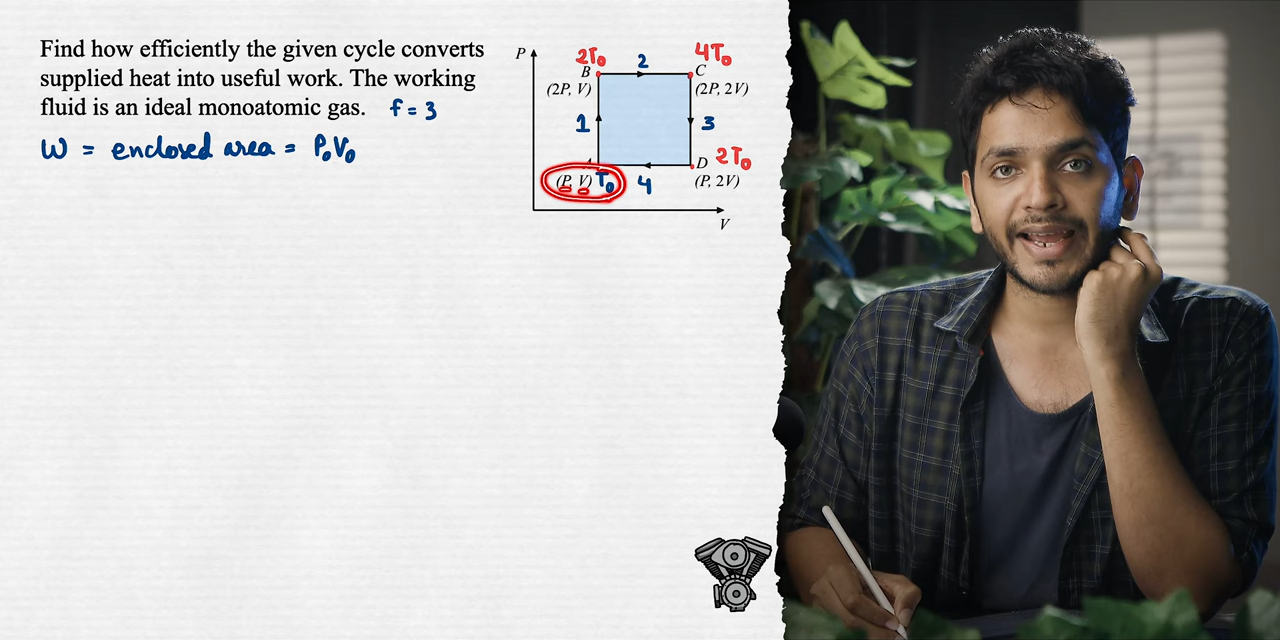 Find how efficiently the given cycle converts
supplied heat into useful work. The working
fluid is an ideal monoatomic gas. f = 3
W = enclosed area = P₀V₀
P
2T₀
2
4T₀
B
C
(2P, V)
(2P, 2V)
1
3
D 2T₀
(P, V) T₀
4
(P, 2V)
V